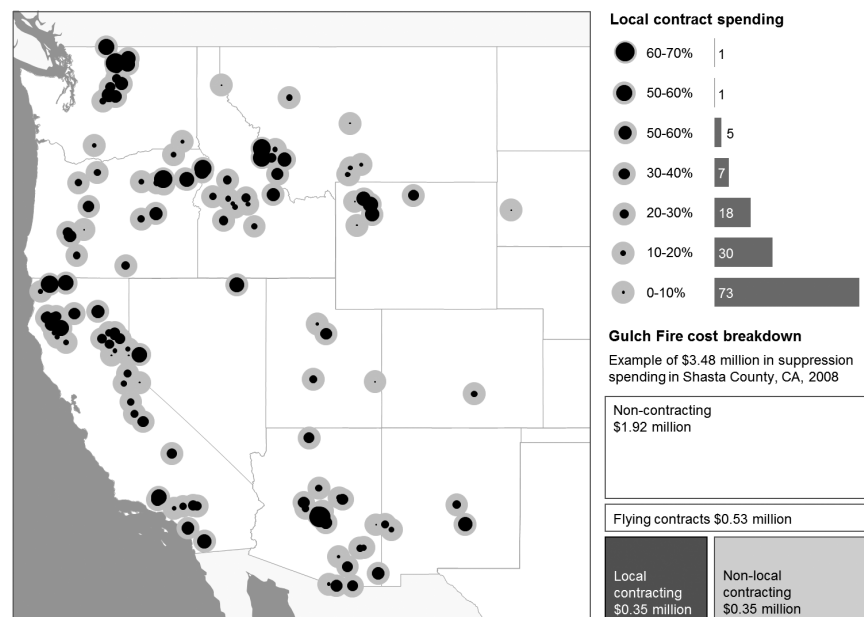 Local contract spending
60-70% 1
50-60% 1
50-60% 5
30-40% 7
20-30% 18
10-20% 30
0-10% 73
Gulch Fire cost breakdown
Example of $3.48 million in suppression
spending in Shasta County, CA, 2008
Non-contracting
$1.92 million
Flying contracts $0.53 million
Local
contracting
$0.35 million
Non-local
contracting
$0.35 million